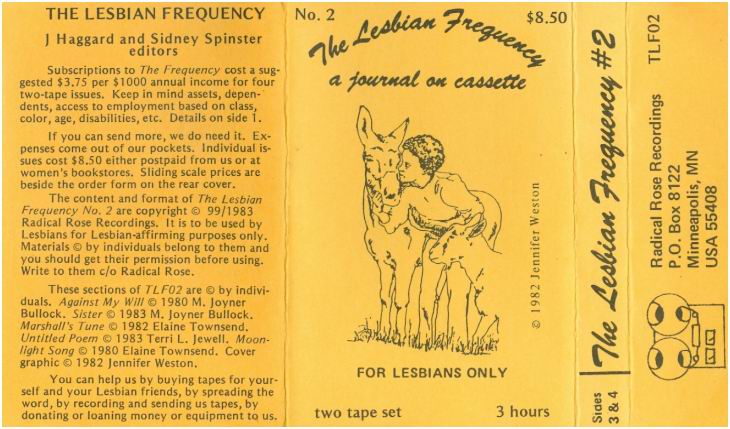 THE LESBIAN FREQUENCY
J Haggard and Sidney Spinster
editors
Subscriptions to The Frequency cost a sug-
gested $3.75 per $1000 annual income for four
two-tape issues. Keep in mind assets, depen-
dents, access to employment based on class,
color, age, disabilities, etc. Details on side 1.
If you can send more, we do need it. Ex-
penses come out of our pockets. Individual is-
sues cost $8.50 either postpaid from us or at
women's bookstores. Sliding scale prices are
beside the order form on the rear cover.
The content and format of The Lesbian
Frequency No. 2 are copyright © 99/1983
Radical Rose Recordings. It is to be used by
Lesbians for Lesbian-affirming purposes only.
Materials © by individuals belong to them and
you should get their permission before using.
Write to them c/o Radical Rose.
These sections of TLF02 are © by indivi-
duals. Against My Will © 1980 M. Joyner
Bullock. Sister © 1983 M. Joyner Bullock.
Marshall's Tune © 1982 Elaine Townsend.
Untitled Poem © 1983 Terri L. Jewell. Moon-
light Song © 1980 Elaine Townsend. Cover
graphic © 1982 Jennifer Weston.
You can help us by buying tapes for your-
self and your Lesbian friends, by spreading the
word, by recording and sending us tapes, by
donating or loaning money or equipment to us.
No. 2
$8.50
The Lesbian Frequency
a journal on cassette
© 1982 Jennifer Weston
FOR LESBIANS ONLY
two tape set
3 hours
The Lesbian Frequency #2
Sides
3 & 4
TLF02
Radical Rose Recordings
P.O. Box 8122
Minneapolis, MN
USA 55408